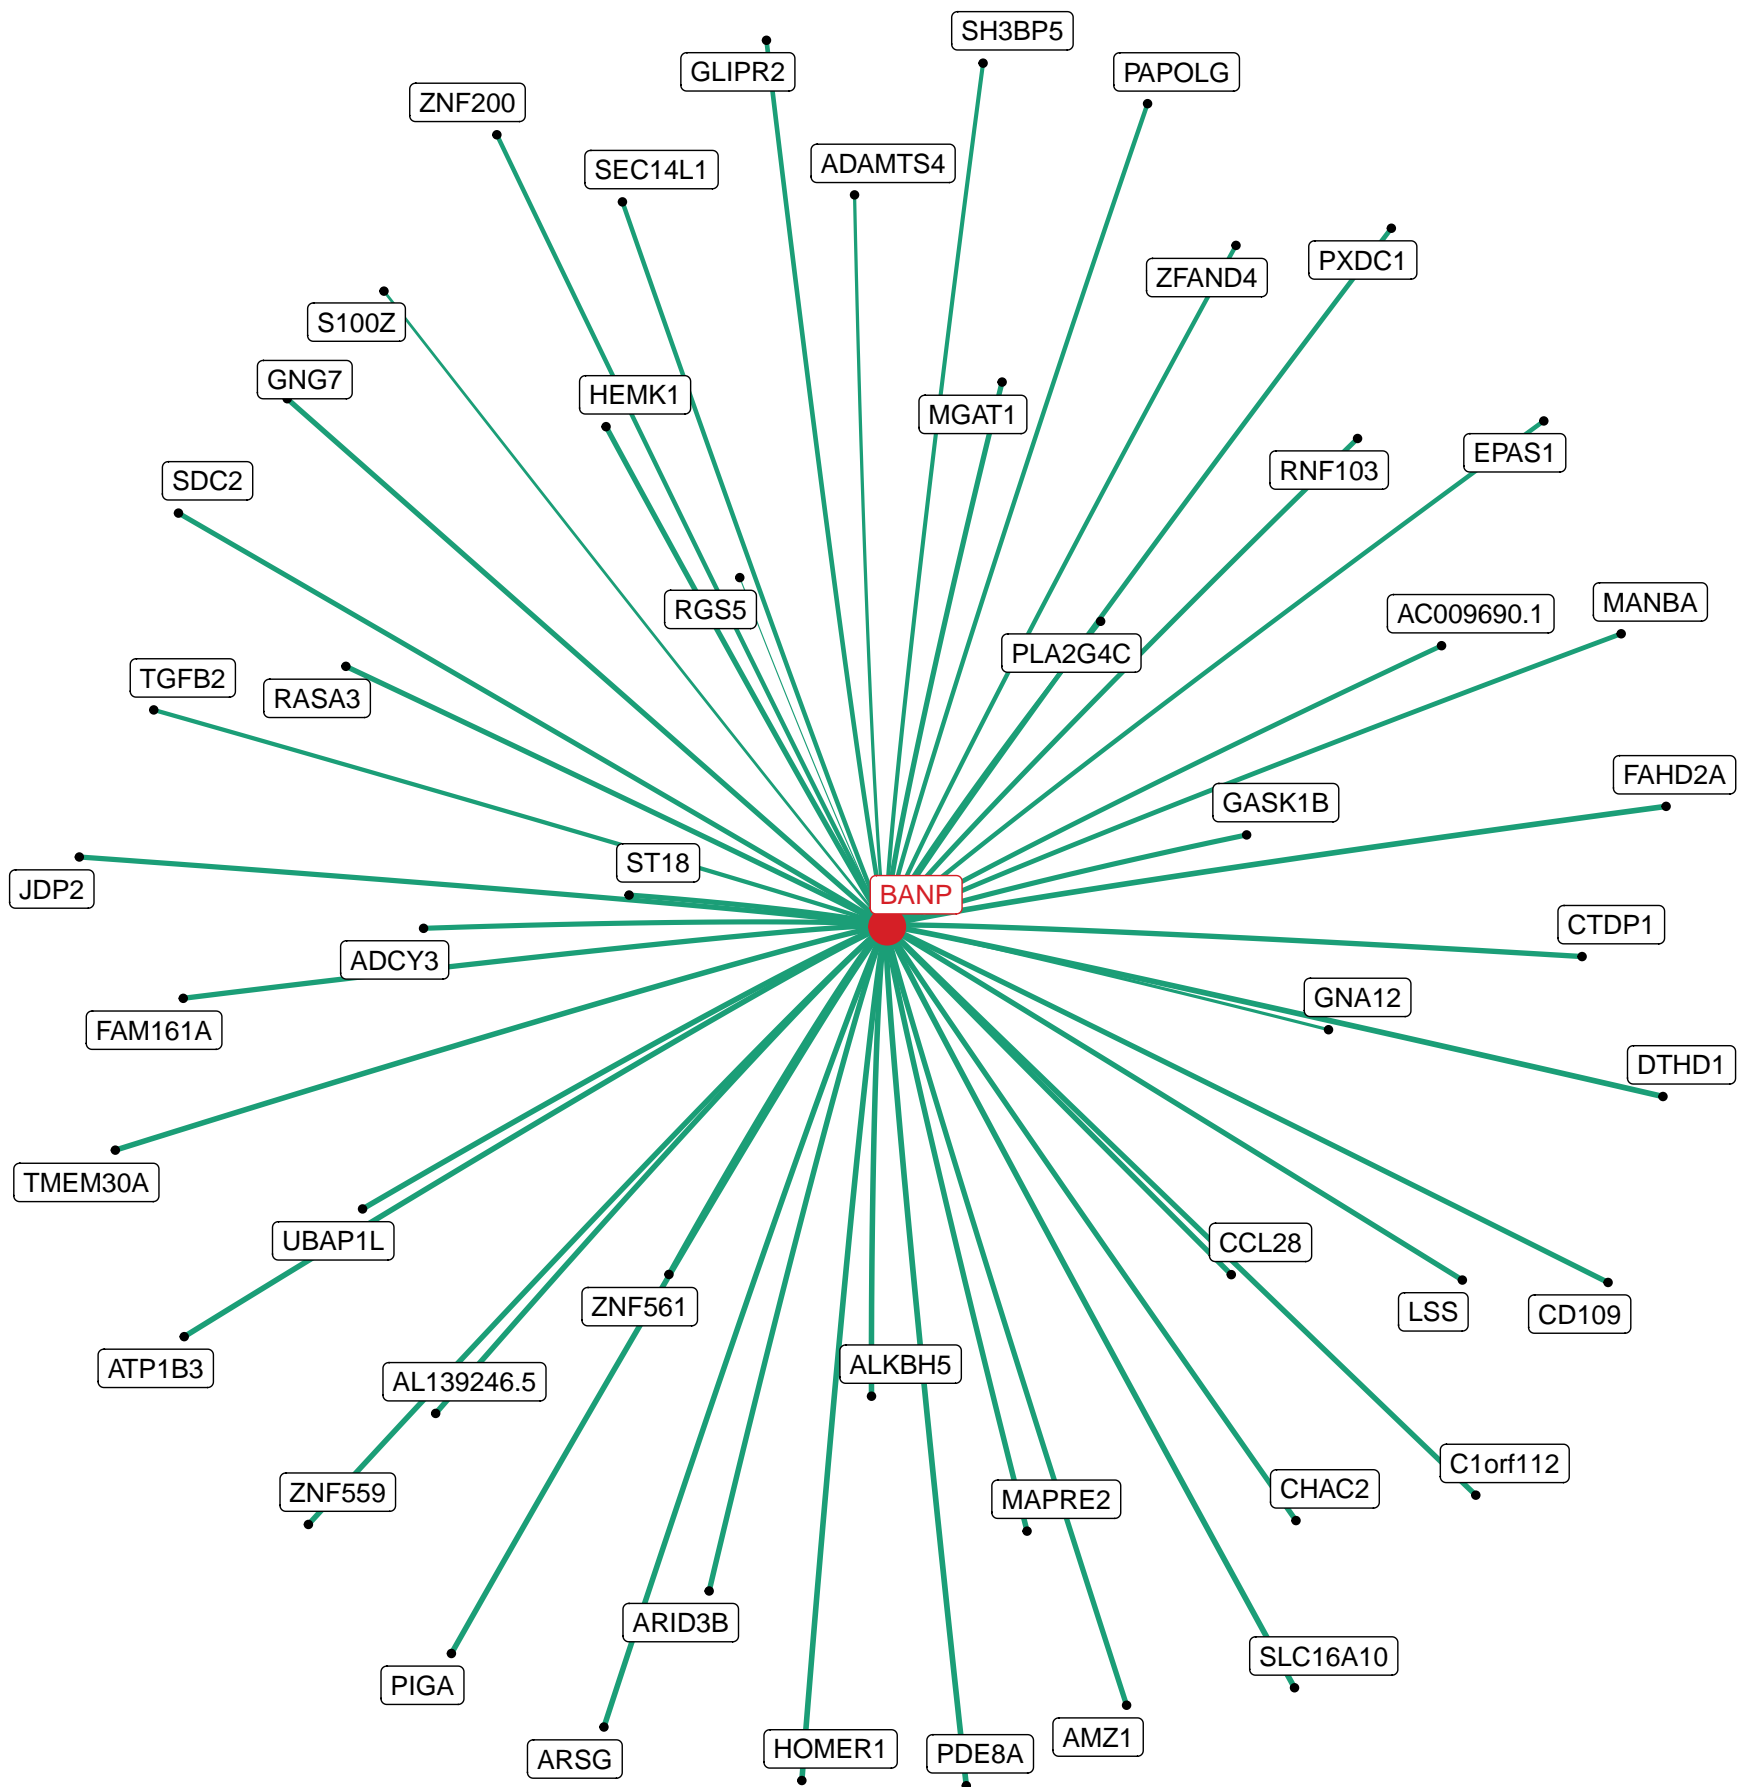 SH3BP5
GLIPR2
PAPOLG
ZNF200
ADAMTS4
SEC14L1
PXDC1
ZFAND4
S100Z
GNG7
HEMK1
MGAT1
EPAS1
RNF103
SDC2
MANBA
RGS5
AC009690.1
PLA2G4C
TGFB2
RASA3
FAHD2A
GASK1B
ST18
JDP2
BANP
CTDP1
ADCY3
GNA12
FAM161A
DTHD1
TMEM30A
UBAP1L
CCL28
ZNF561
LSS
CD109
ATP1B3
ALKBH5
AL139246.5
C1orf112
CHAC2
ZNF559
MAPRE2
ARID3B
SLC16A10
PIGA
AMZ1
HOMER1
PDE8A
ARSG